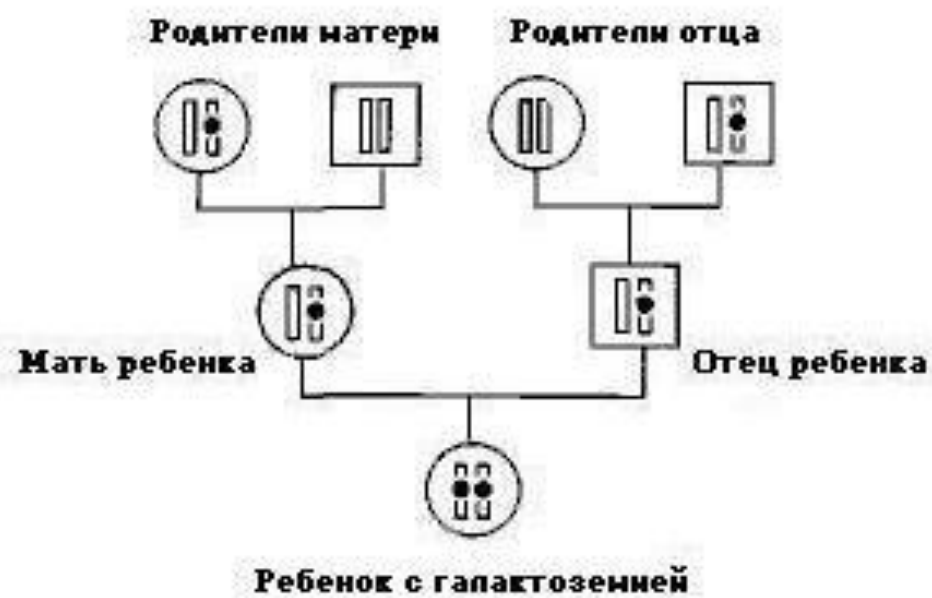 Родители матери
Родители отца
Мать ребенка
Отец ребенка
Ребенок с галактоземией